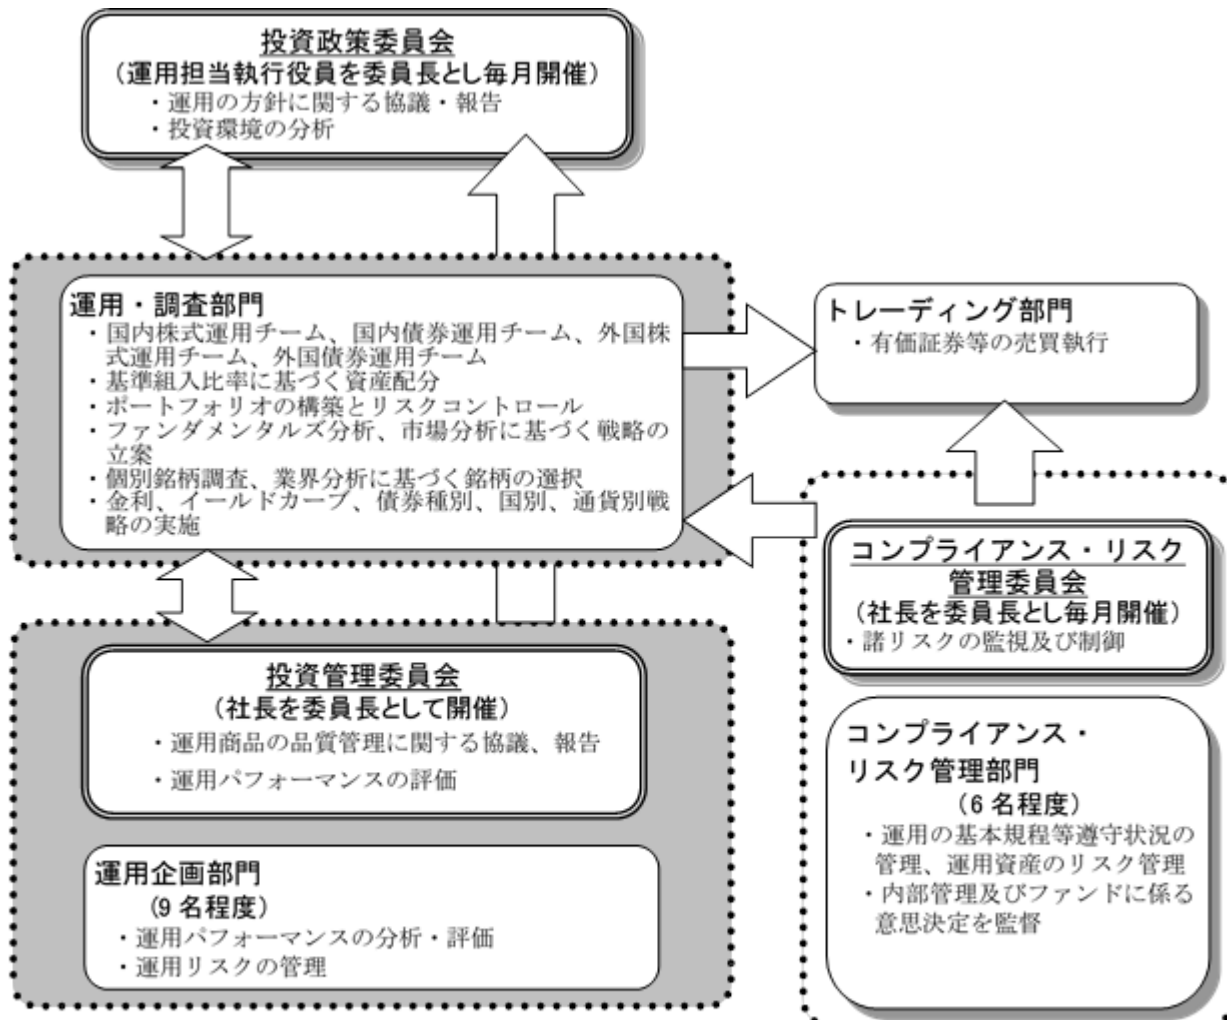 投資政策委員会
(運用担当執行役員を委員長とし毎月開催)
・運用の方針に関する協議・報告
・投資環境の分析
運用・調査部門
・国内株式運用チーム、国内債券運用チーム、外国株
式運用チーム、外国債券運用チーム
・基準組入比率に基づく資産配分
・ポートフォリオの構築とリスクコントロール
・ファンダメンタルズ分析、市場分析に基づく戦略の
立案
・個別銘柄調査、業界分析に基づく銘柄の選択
・金利、イールドカーブ、債券種別、国別、通貨別戦
略の実施
トレーディング部門
・有価証券等の売買執行
コンプライアンス・リスク
管理委員会
(社長を委員長とし毎月開催)
・諸リスクの監視及び制御
投資管理委員会
(社長を委員長として開催)
・運用商品の品質管理に関する協議、報告
・運用パフォーマンスの評価
コンプライアンス・
リスク管理部門
(6名程度)
・運用の基本規程等遵守状況の
管理、運用資産のリスク管理
・内部管理及びファンドに係る
意思決定を監督
運用企画部門
(9名程度)
・運用パフォーマンスの分析・評価
・運用リスクの管理